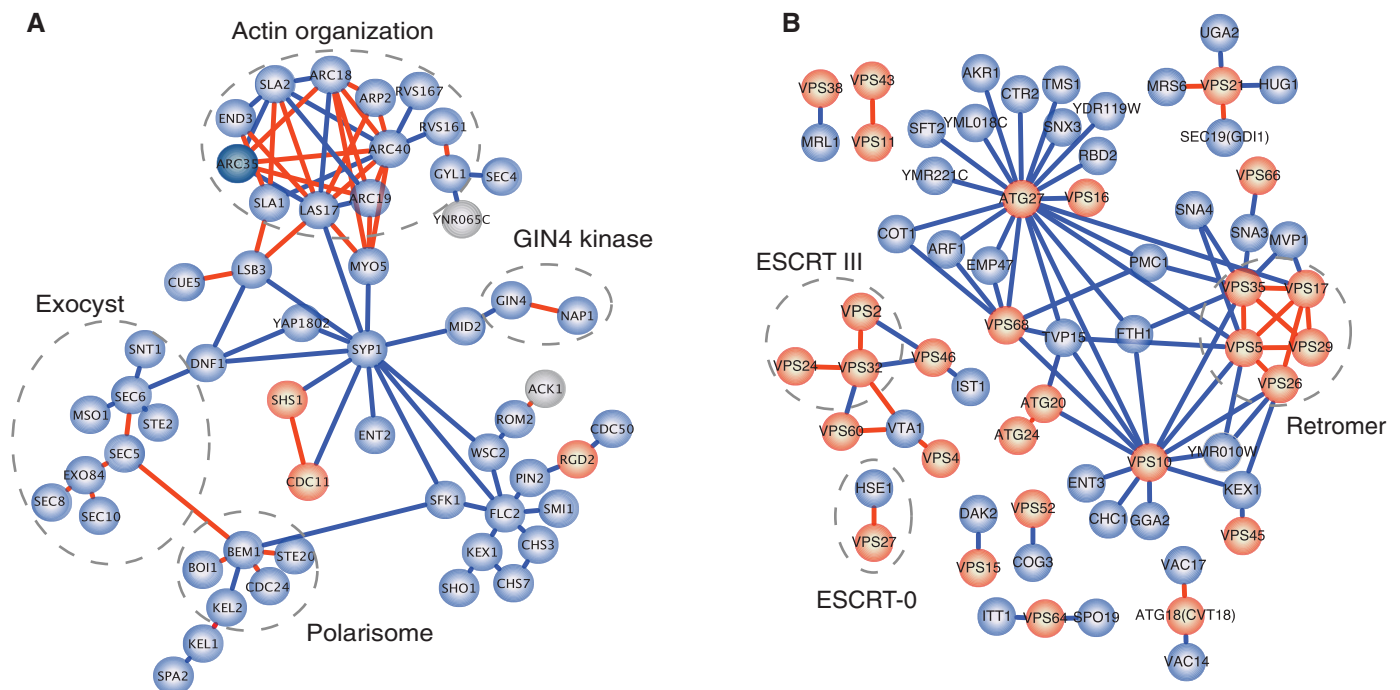 A
Actin organization
ARC18
SLA2
ARP2
RVS167
END3
RVS161
ARC40
ARC35
GYL1
SEC4
SLA1
LAS17
ARC19
YNR065C
GIN4 kinase
LSB3
MYO5
CUE5
Exocyst
GIN4
NAP1
YAP1802
MID2
SNT1
DNF1
SYP1
SEC6
ACK1
MSO1
STE2
SHS1
ROM2
ENT2
CDC50
SEC5
WSC2
RGD2
EXO84
CDC11
PIN2
SEC8
SFK1
SEC10
FLC2
SMI1
BEM1
STE20
KEX1
CHS3
BOI1
CDC24
SHO1
CHS7
KEL2
Polarisome
KEL1
SPA2
B
UGA2
AKR1
VPS38
VPS43
CTR2
TMS1
MRS6
VPS21
HUG1
YDR119W
SFT2
YML018C
SNX3
MRL1
VPS11
SEC19(GDI1)
RBD2
YMR221C
VPS66
ATG27
VPS16
SNA4
COT1
ARF1
SNA3
MVP1
EMP47
PMC1
ESCRT III
VPS35
VPS17
VPS2
VPS68
TVP15
FTH1
VPS5
VPS29
VPS24
VPS32
VPS46
IST1
VPS26
ATG20
Retromer
VPS60
VTA1
ATG24
VPS4
VPS10
YMR010W
HSE1
ENT3
KEX1
DAK2
VPS52
CHC1
GGA2
VPS27
VPS45
VPS15
COG3
VAC17
ESCRT-0
ITT1
VPS64
SPO19
ATG18(CVT18)
VAC14